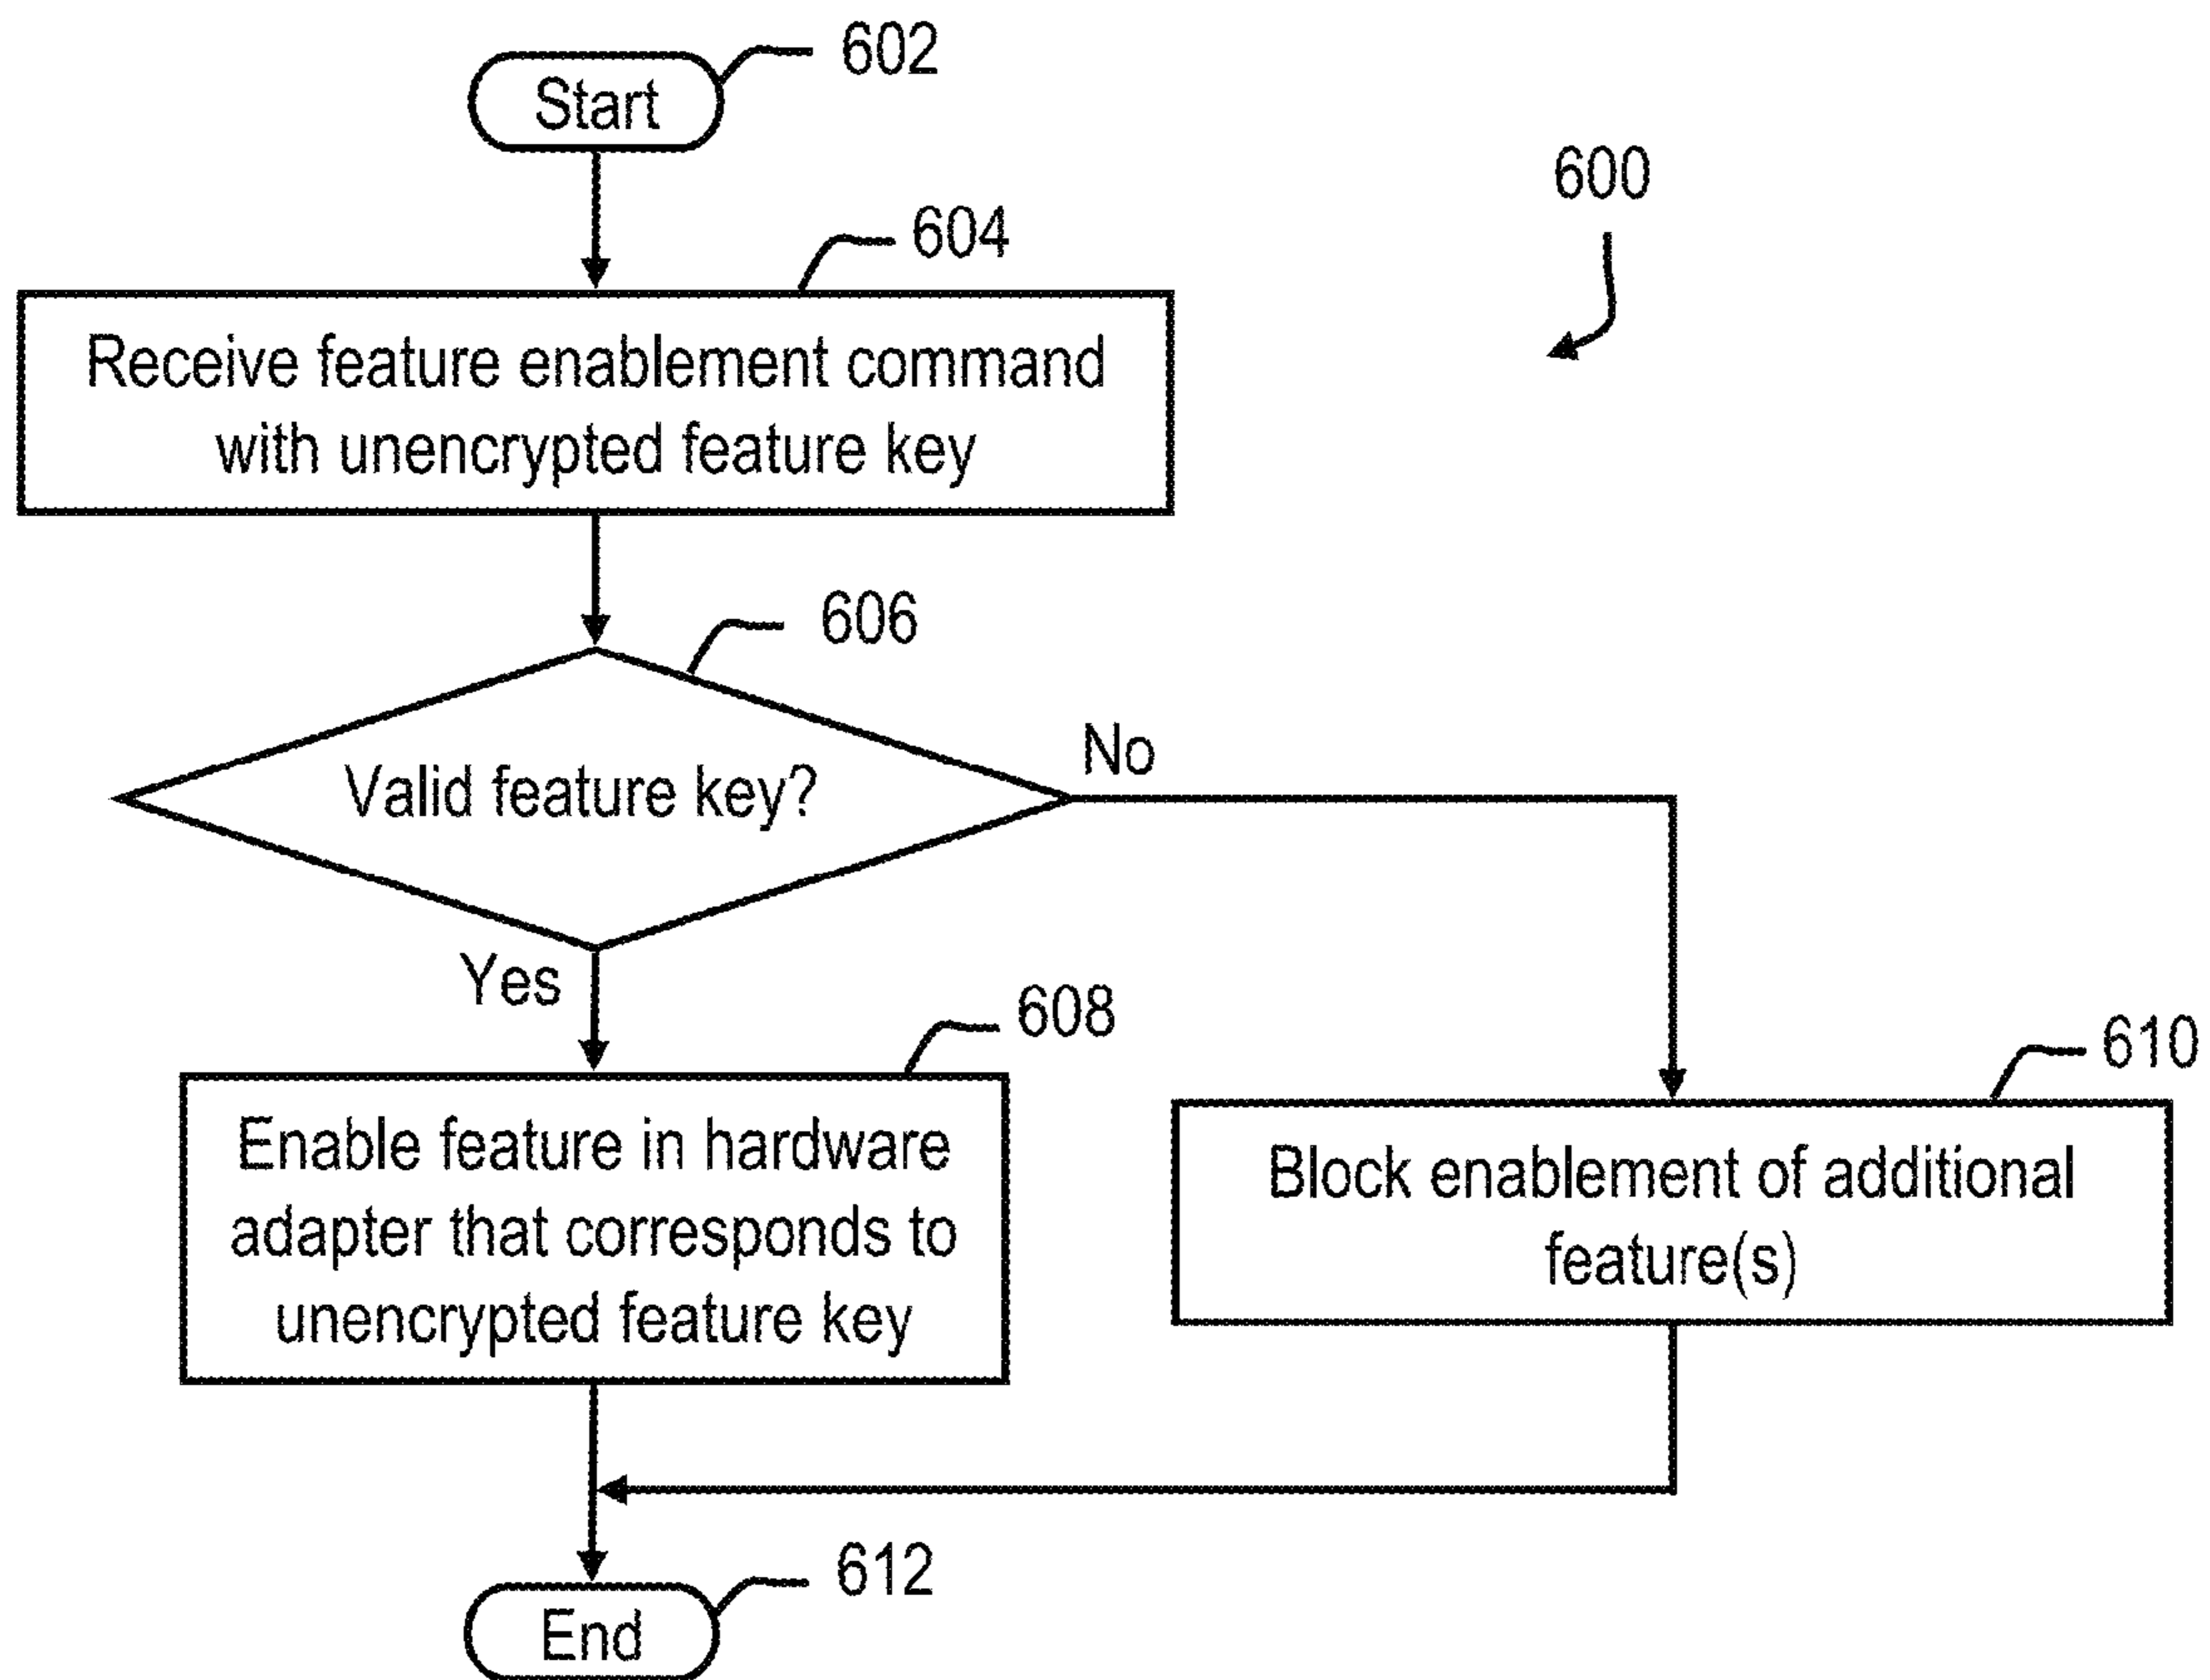 602
Start
600
604
Receive feature enablement command
with unencrypted feature key
606
No
Valid feature key?
Yes
608
610
Enable feature in hardware
adapter that corresponds to
unencrypted feature key
Block enablement of additional
feature(s)
612
End